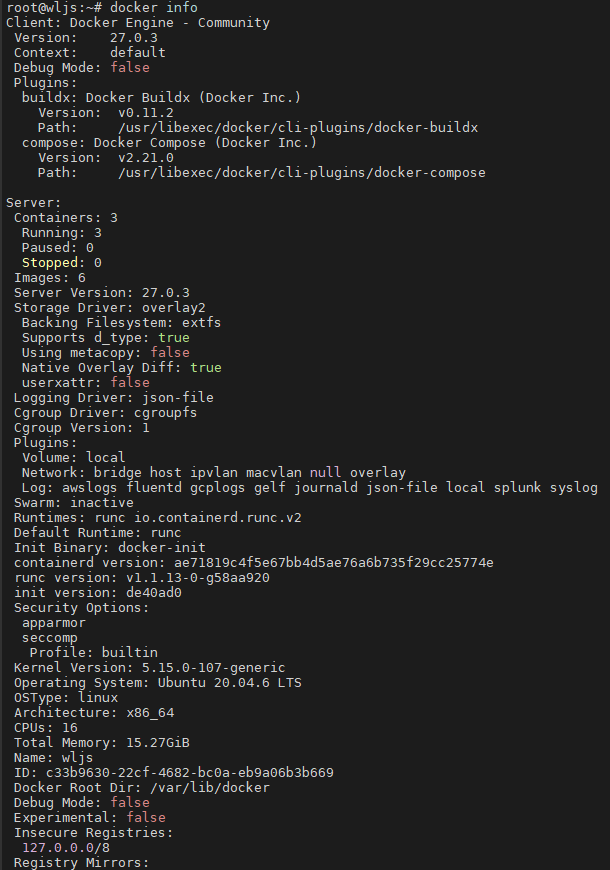 root@wljs:~# docker info
Client: Docker Engine - Community
 Version:    27.0.3
 Context:    default
 Debug Mode: false
 Plugins:
  buildx: Docker Buildx (Docker Inc.)
    Version:  v0.11.2
    Path:     /usr/libexec/docker/cli-plugins/docker-buildx
  compose: Docker Compose (Docker Inc.)
    Version:  v2.21.0
    Path:     /usr/libexec/docker/cli-plugins/docker-compose

Server:
 Containers: 3
  Running: 3
  Paused: 0
  Stopped: 0
 Images: 6
 Server Version: 27.0.3
 Storage Driver: overlay2
  Backing Filesystem: extfs
  Supports d_type: true
  Using metacopy: false
  Native Overlay Diff: true
  userxattr: false
 Logging Driver: json-file
 Cgroup Driver: cgroupfs
 Cgroup Version: 1
 Plugins:
  Volume: local
  Network: bridge host ipvlan macvlan null overlay
  Log: awslogs fluentd gcplogs gelf journald json-file local splunk syslog
 Swarm: inactive
 Runtimes: runc io.containerd.runc.v2
 Default Runtime: runc
 Init Binary: docker-init
 containerd version: ae71819c4f5e67bb4d5ae76a6b735f29cc25774e
 runc version: v1.1.13-0-g58aa920
 init version: de40ad0
 Security Options:
  apparmor
  seccomp
   Profile: builtin
 Kernel Version: 5.15.0-107-generic
 Operating System: Ubuntu 20.04.6 LTS
 OSType: linux
 Architecture: x86_64
 CPUs: 16
 Total Memory: 15.27GiB
 Name: wljs
 ID: c33b9630-22cf-4682-bc0a-eb9a06b3b669
 Docker Root Dir: /var/lib/docker
 Debug Mode: false
 Experimental: false
 Insecure Registries:
  127.0.0.0/8
 Registry Mirrors: